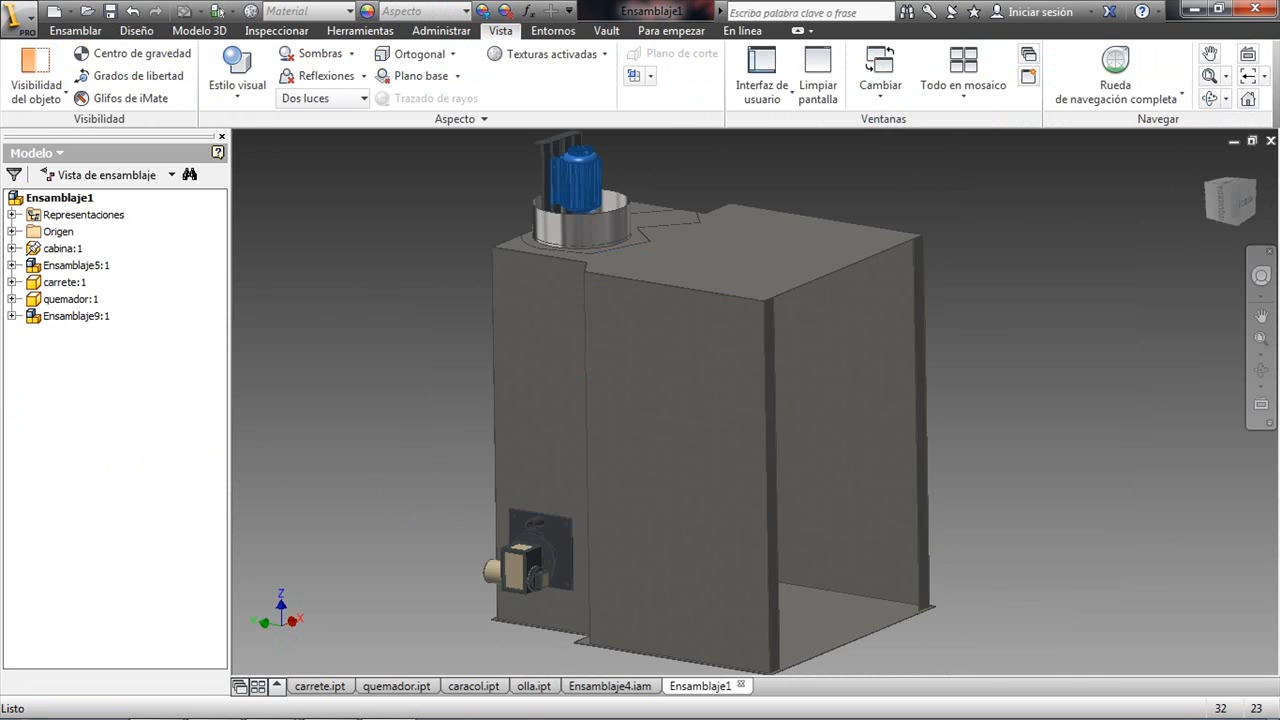 Material
Aspecto
Ensamblaje1
Escriba palabra clave o frase
Iniciar sesión
PRO
Ensamblar
Diseño
Modelo 3D
Inspeccionar
Herramientas
Administrar
Vista
Entornos
Vault
Para empezar
En línea
Visibilidad
del objeto
Centro de gravedad
Grados de libertad
Glifos de iMate
Visibilidad
Estilo visual
Sombras
Reflexiones
Dos luces
Ortogonal
Plano base
Trazado de rayos
Texturas activadas
Aspecto
Plano de corte
Interfaz de
usuario
Limpiar
pantalla
Cambiar
Todo en mosaico
Ventanas
Rueda
de navegación completa
Navegar
Modelo
Vista de ensamblaje
Ensamblaje1
Representaciones
Origen
cabina:1
Ensamblaje5:1
carrete:1
quemador:1
Ensamblaje9:1
Z
X
carrete.ipt
quemador.ipt
caracol.ipt
olla.ipt
Ensamblaje4.iam
Ensamblaje1
Listo
32
23